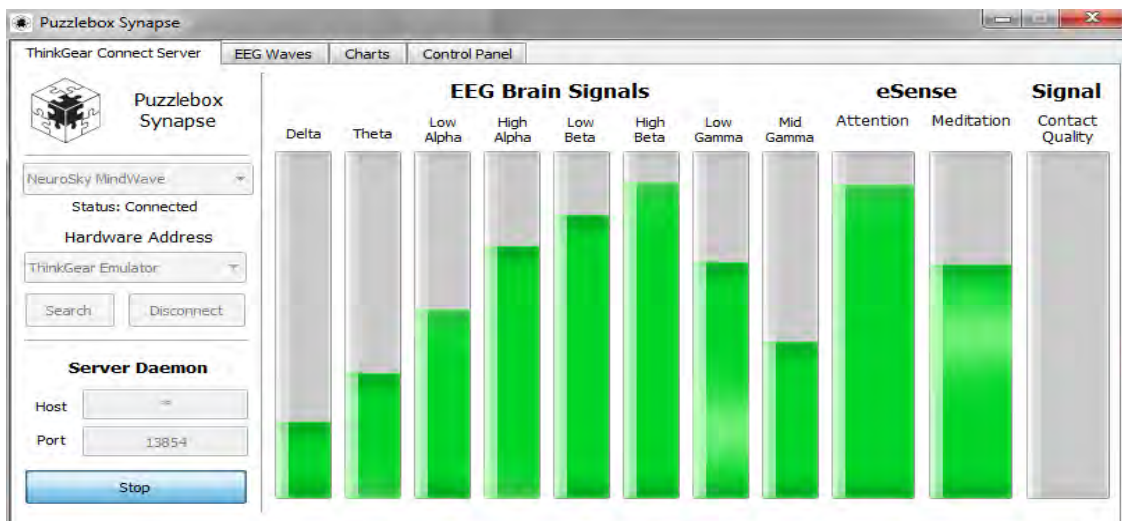 Puzzlebox Synapse
ThinkGear Connect Server
EEG Waves
Charts
Control Panel
Puzzlebox
Synapse
NeuroSky MindWave
Status: Connected
Hardware Address
ThinkGear Emulator
Search
Disconnect
Server Daemon
Host
Port
13854
Stop
EEG Brain Signals
Delta
Theta
Low
Alpha
High
Alpha
Low
Beta
High
Beta
Low
Gamma
Mid
Gamma
eSense
Attention
Meditation
Signal
Contact
Quality